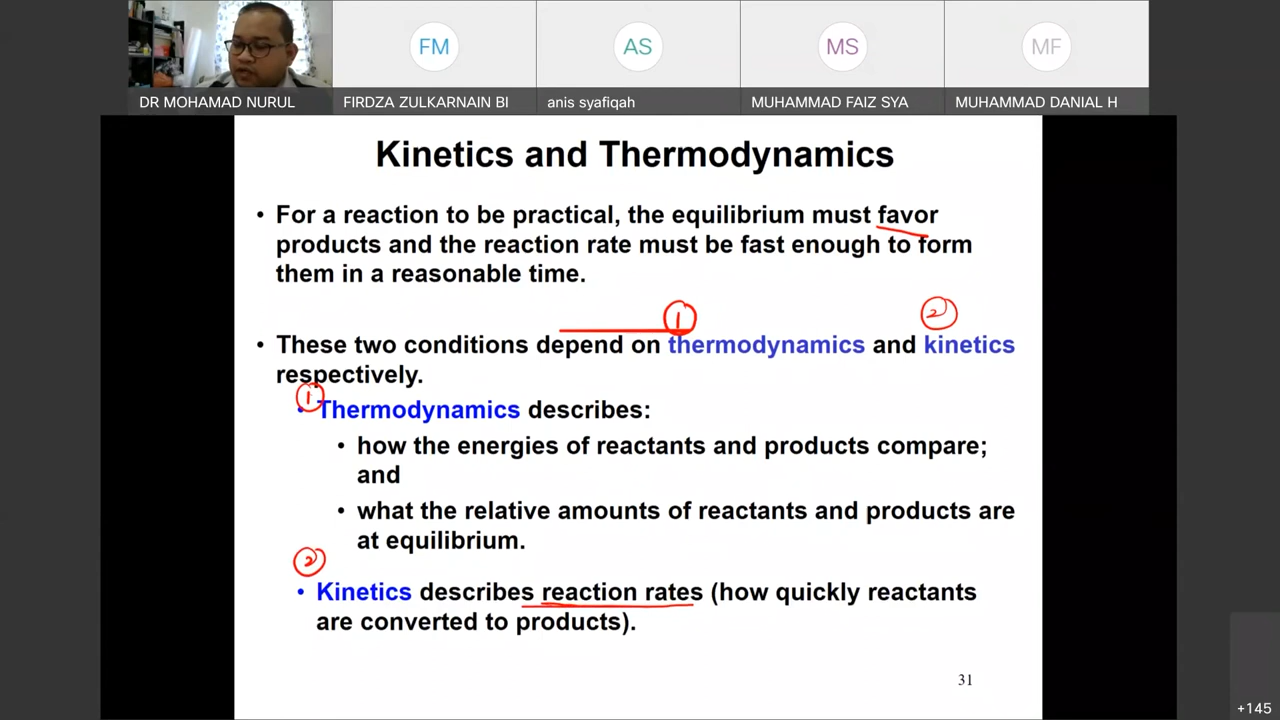 FM
AS
MS
MF
DR MOHAMAD NURUL
FIRDZA ZULKARNAIN BI
anis syafiqah
MUHAMMAD FAIZ SYA
MUHAMMAD DANIAL H
Kinetics and Thermodynamics
• For a reaction to be practical, the equilibrium must favor
products and the reaction rate must be fast enough to form
them in a reasonable time.
1
2
• These two conditions depend on thermodynamics and kinetics
respectively.
1
• Thermodynamics describes:
• how the energies of reactants and products compare;
and
• what the relative amounts of reactants and products are
at equilibrium.
2
• Kinetics describes reaction rates (how quickly reactants
are converted to products).
31
+145